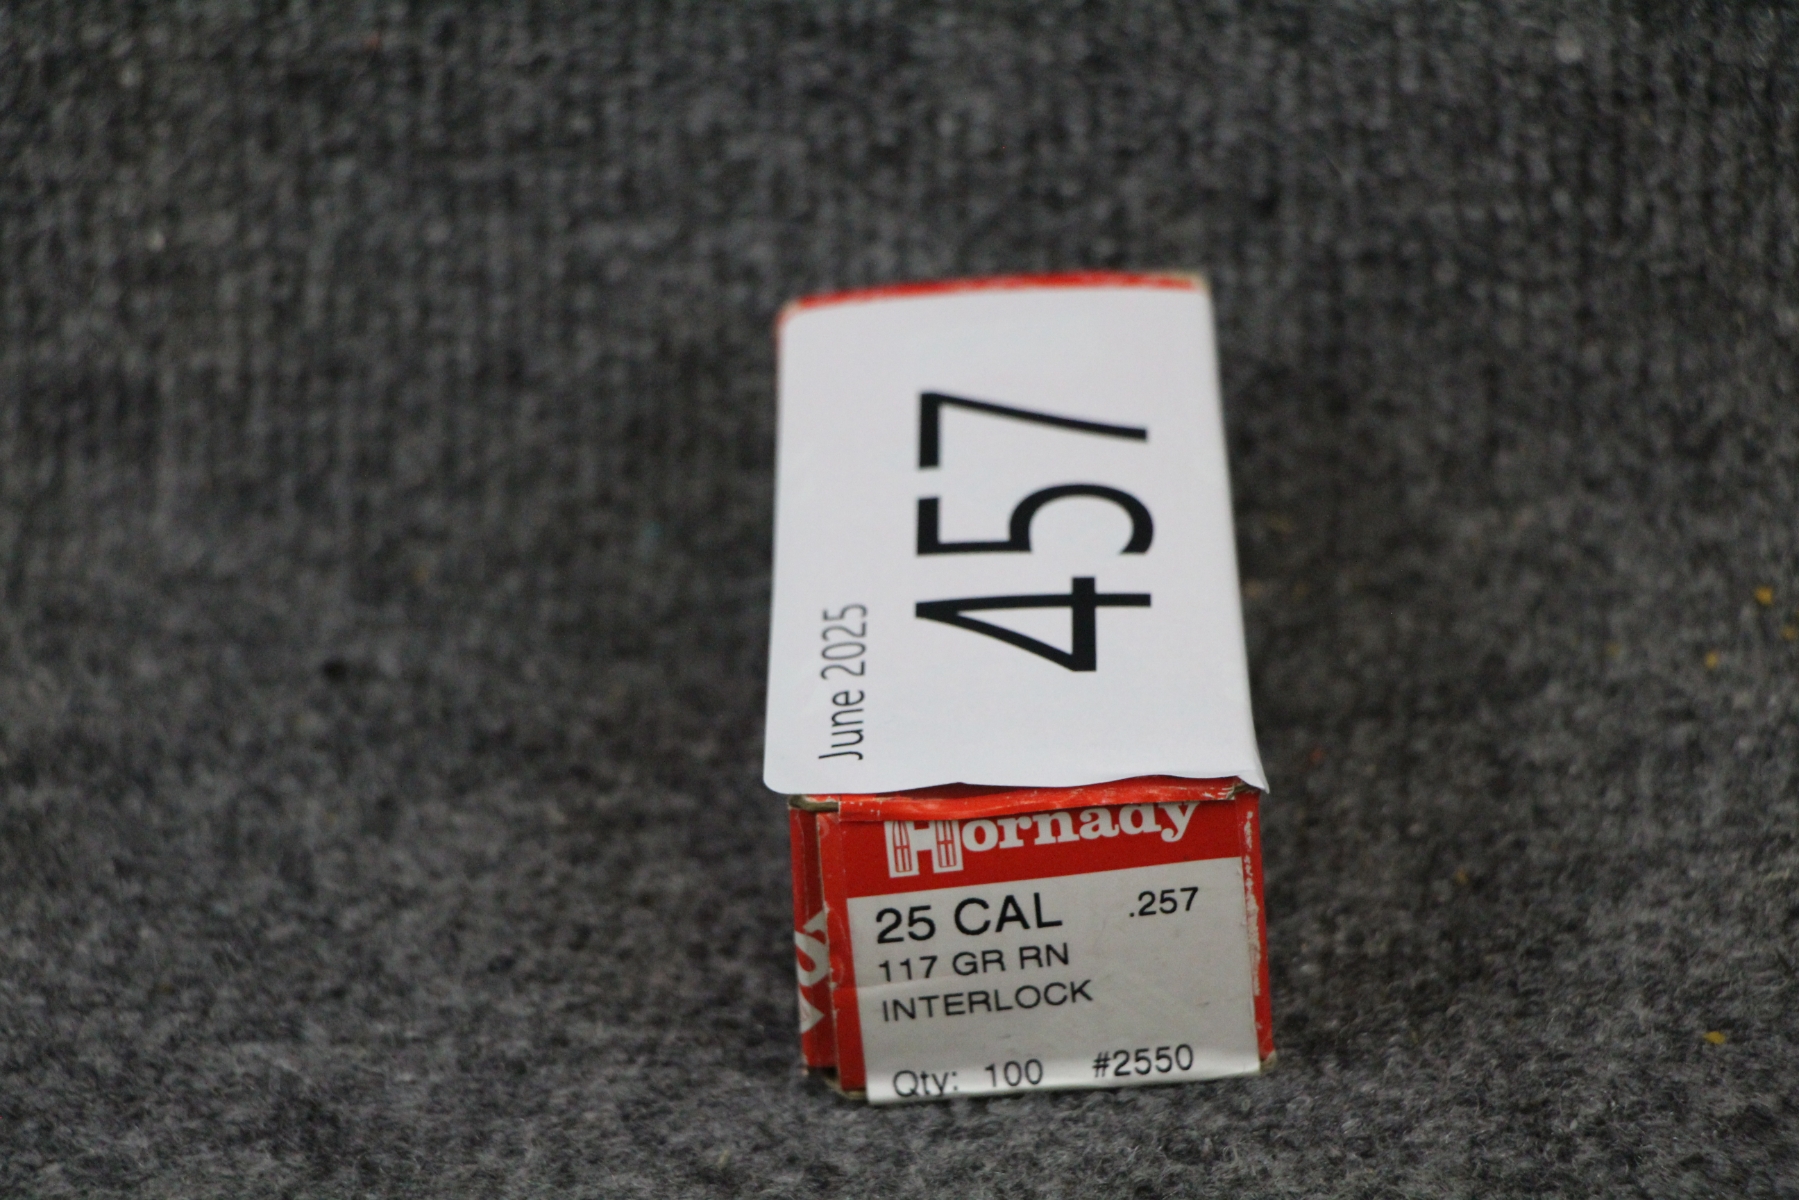 June 2025
457
Hornady
25 CAL .257
117 GR RN
INTERLOCK
Qty: 100 #2550